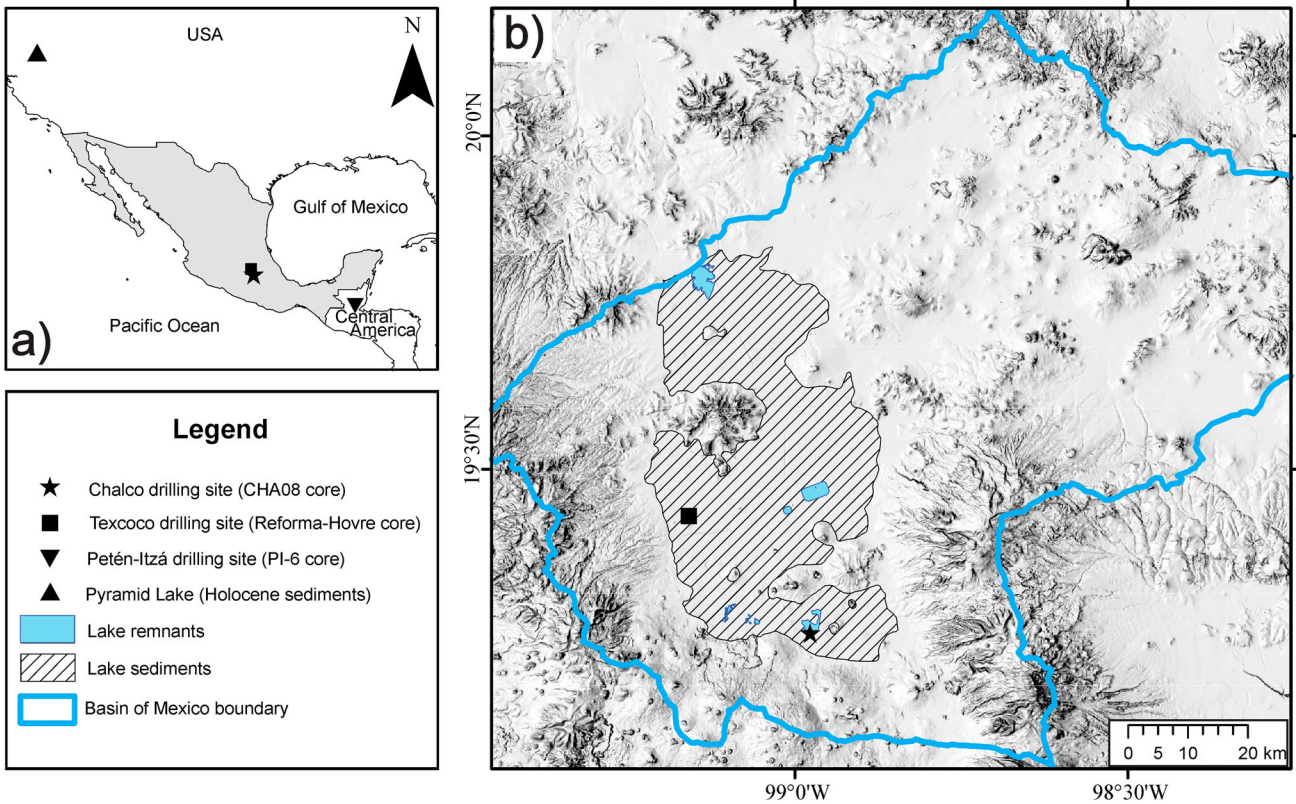 USA
N
Gulf of Mexico
Pacific Ocean
Central
America
a)
Legend
Chalco drilling site (CHA08 core)
Texcoco drilling site (Reforma-Hovre core)
Petén-Itzá drilling site (PI-6 core)
Pyramid Lake (Holocene sediments)
Lake remnants
Lake sediments
Basin of Mexico boundary
b)
20°0'N
19°30'N
0 5 10 20 km
99°0'W
98°30'W